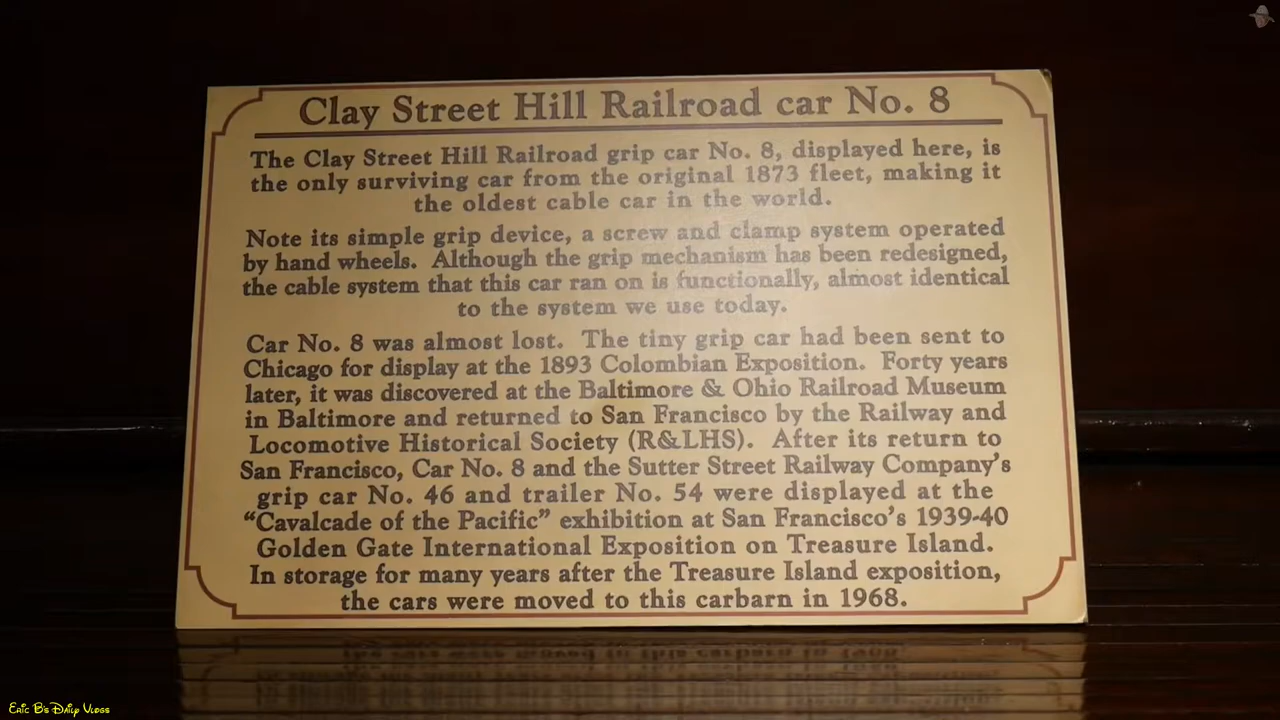 Clay Street Hill Railroad car No. 8
The Clay Street Hill Railroad grip car No. 8, displayed here, is
the only surviving car from the original 1873 fleet, making it
the oldest cable car in the world.
Note its simple grip device, a screw and clamp system operated
by hand wheels. Although the grip mechanism has been redesigned,
the cable system that this car ran on is functionally, almost identical
to the system we use today.
Car No. 8 was almost lost. The tiny grip car had been sent to
Chicago for display at the 1893 Colombian Exposition. Forty years
later, it was discovered at the Baltimore & Ohio Railroad Museum
in Baltimore and returned to San Francisco by the Railway and
Locomotive Historical Society (R&LHS). After its return to
San Francisco, Car No. 8 and the Sutter Street Railway Company's
grip car No. 46 and trailer No. 54 were displayed at the
“Cavalcade of the Pacific” exhibition at San Francisco's 1939-40
Golden Gate International Exposition on Treasure Island.
In storage for many years after the Treasure Island exposition,
the cars were moved to this carbarn in 1968.
Eric B's Daily Vlogs